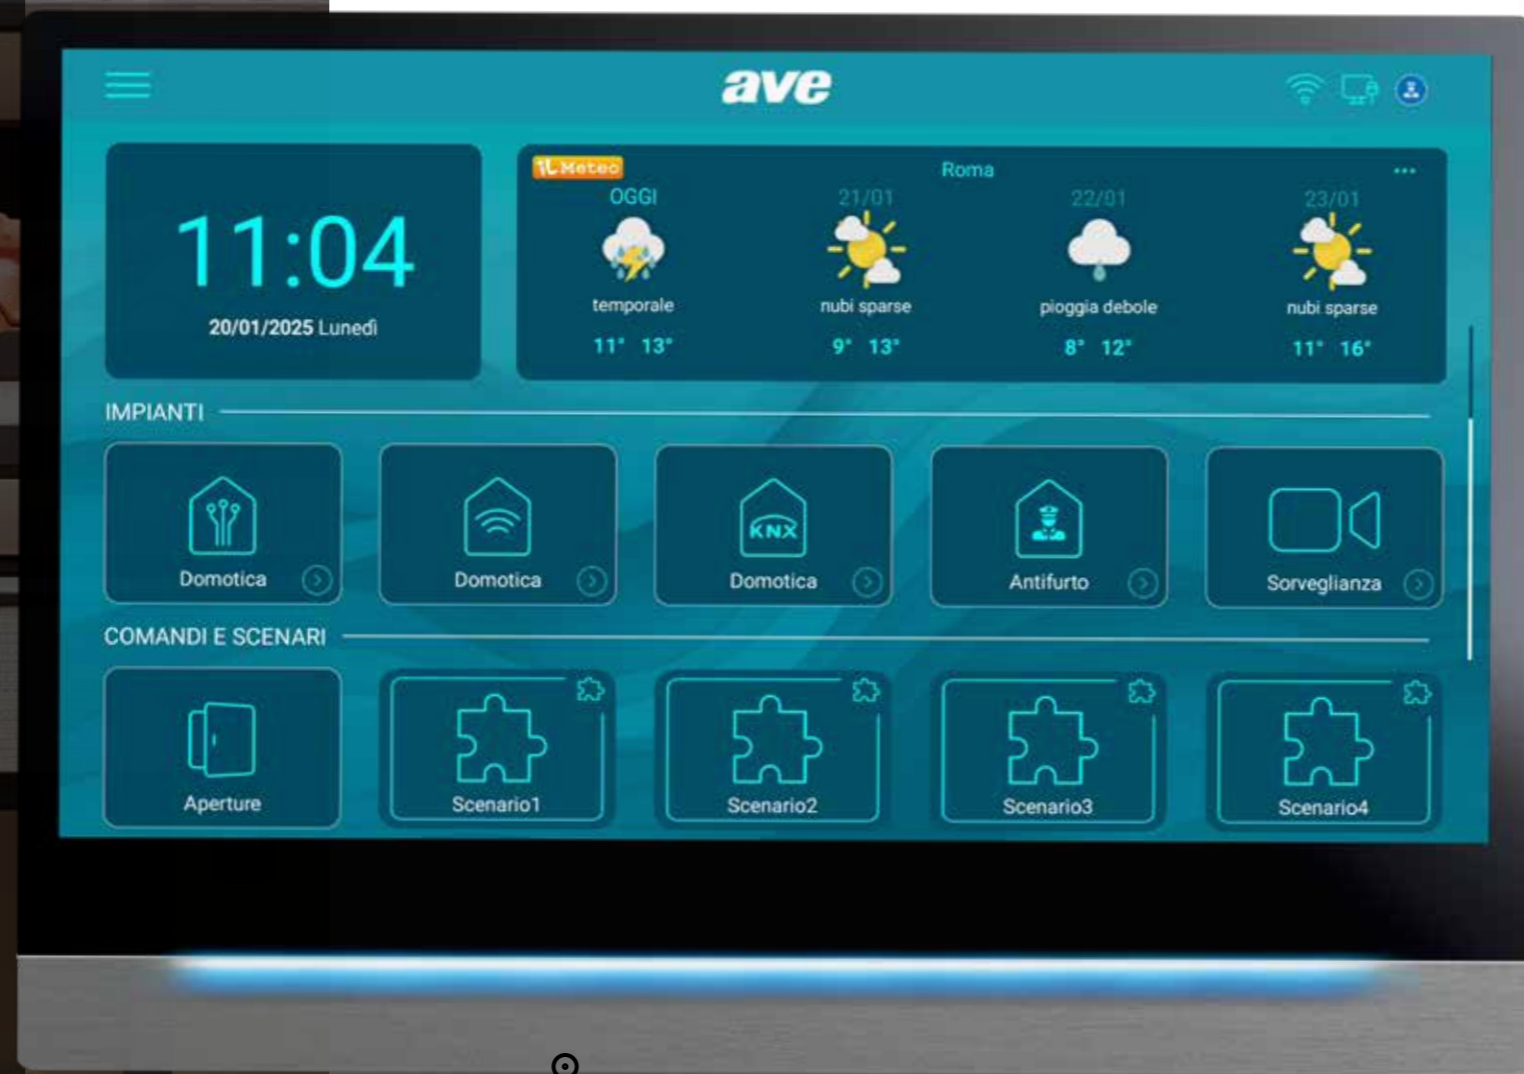 ave
11:04
20/01/2025 Lunedì
iL Meteo
Roma
OGGI 21/01 22/01 23/01
temporale nubi sparse pioggia debole nubi sparse
11° 13° 9° 13° 8° 12° 11° 16°
IMPIANTI
KNX
Domotica Domotica Domotica Antifurto Sorveglianza
COMANDI E SCENARI
Aperture Scenario1 Scenario2 Scenario3 Scenario4